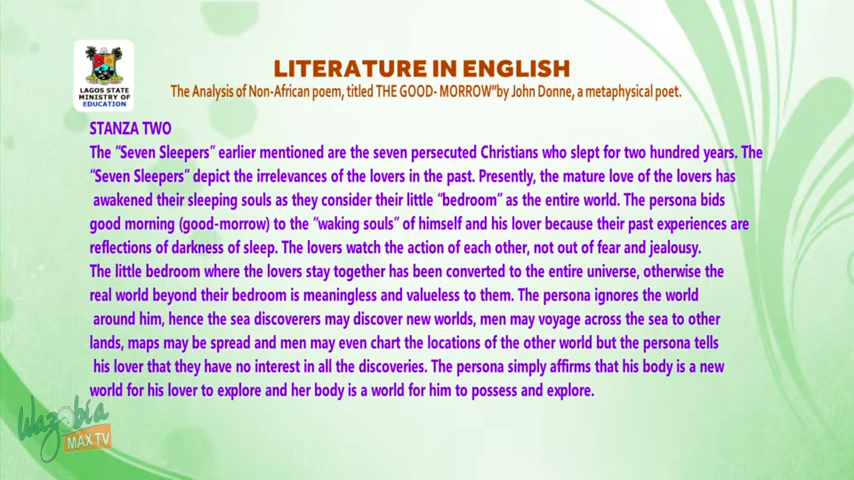 LAGOS STATE
MINISTRY OF
EDUCATION
LITERATURE IN ENGLISH
The Analysis of Non-African poem, titled THE GOOD- MORROW"by John Donne, a metaphysical poet.
STANZA TWO
The "Seven Sleepers" earlier mentioned are the seven persecuted Christians who slept for two hundred years. The
"Seven Sleepers" depict the irrelevances of the lovers in the past. Presently, the mature love of the lovers has
awakened their sleeping souls as they consider their little "bedroom" as the entire world. The persona bids
good morning (good-morrow) to the "waking souls" of himself and his lover because their past experiences are
reflections of darkness of sleep. The lovers watch the action of each other, not out of fear and jealousy.
The little bedroom where the lovers stay together has been converted to the entire universe, otherwise the
real world beyond their bedroom is meaningless and valueless to them. The persona ignores the world
around him, hence the sea discoverers may discover new worlds, men may voyage across the sea to other
lands, maps may be spread and men may even chart the locations of the other world but the persona tells
his lover that they have no interest in all the discoveries. The persona simply affirms that his body is a new
world for his lover to explore and her body is a world for him to possess and explore.
Wazobia
MAX TV